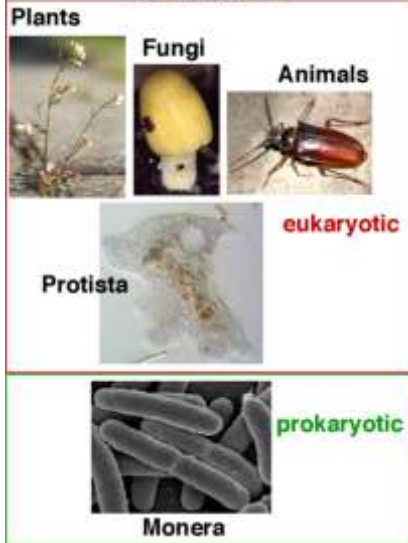 Plants
Fungi
Animals
eukaryotic
Protista
prokaryotic
Monera